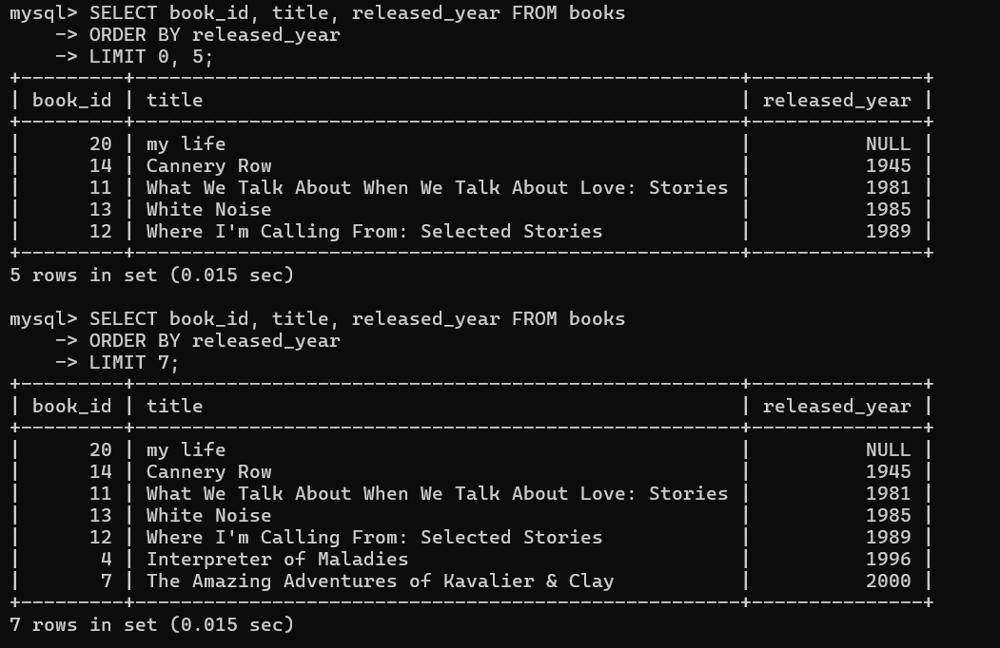 mysql> SELECT book_id, title, released_year FROM books
    -> ORDER BY released_year
    -> LIMIT 0, 5;
+---------+-----------------------------------------------------+---------------+
| book_id | title                                               | released_year |
+---------+-----------------------------------------------------+---------------+
|      20 | my life                                             |          NULL |
|      14 | Cannery Row                                         |          1945 |
|      11 | What We Talk About When We Talk About Love: Stories |          1981 |
|      13 | White Noise                                         |          1985 |
|      12 | Where I'm Calling From: Selected Stories            |          1989 |
+---------+-----------------------------------------------------+---------------+
5 rows in set (0.015 sec)

mysql> SELECT book_id, title, released_year FROM books
    -> ORDER BY released_year
    -> LIMIT 7;
+---------+-----------------------------------------------------+---------------+
| book_id | title                                               | released_year |
+---------+-----------------------------------------------------+---------------+
|      20 | my life                                             |          NULL |
|      14 | Cannery Row                                         |          1945 |
|      11 | What We Talk About When We Talk About Love: Stories |          1981 |
|      13 | White Noise                                         |          1985 |
|      12 | Where I'm Calling From: Selected Stories            |          1989 |
|       4 | Interpreter of Maladies                             |          1996 |
|       7 | The Amazing Adventures of Kavalier & Clay           |          2000 |
+---------+-----------------------------------------------------+---------------+
7 rows in set (0.015 sec)